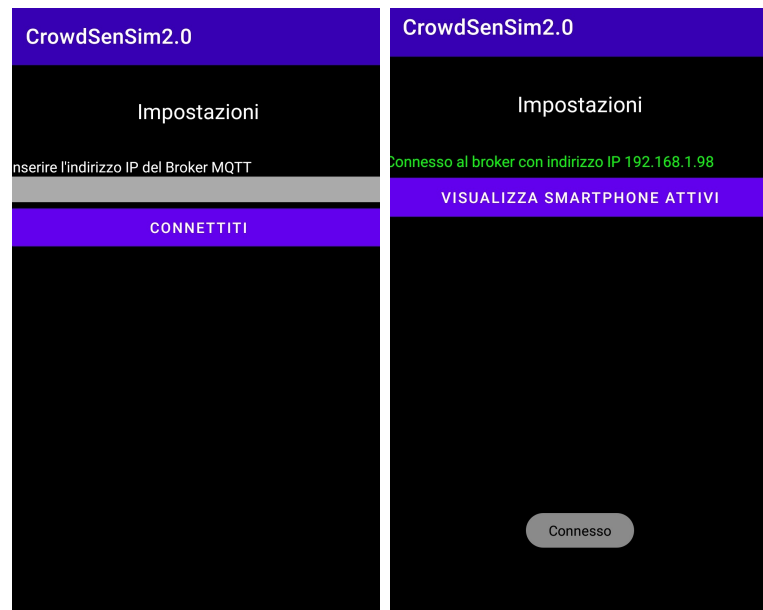 CrowdSenSim2.0
Impostazioni
nserire l'indirizzo IP del Broker MQTT
CONNETTITI
CrowdSenSim2.0
Impostazioni
Connesso al broker con indirizzo IP 192.168.1.98
VISUALIZZA SMARTPHONE ATTIVI
Connesso